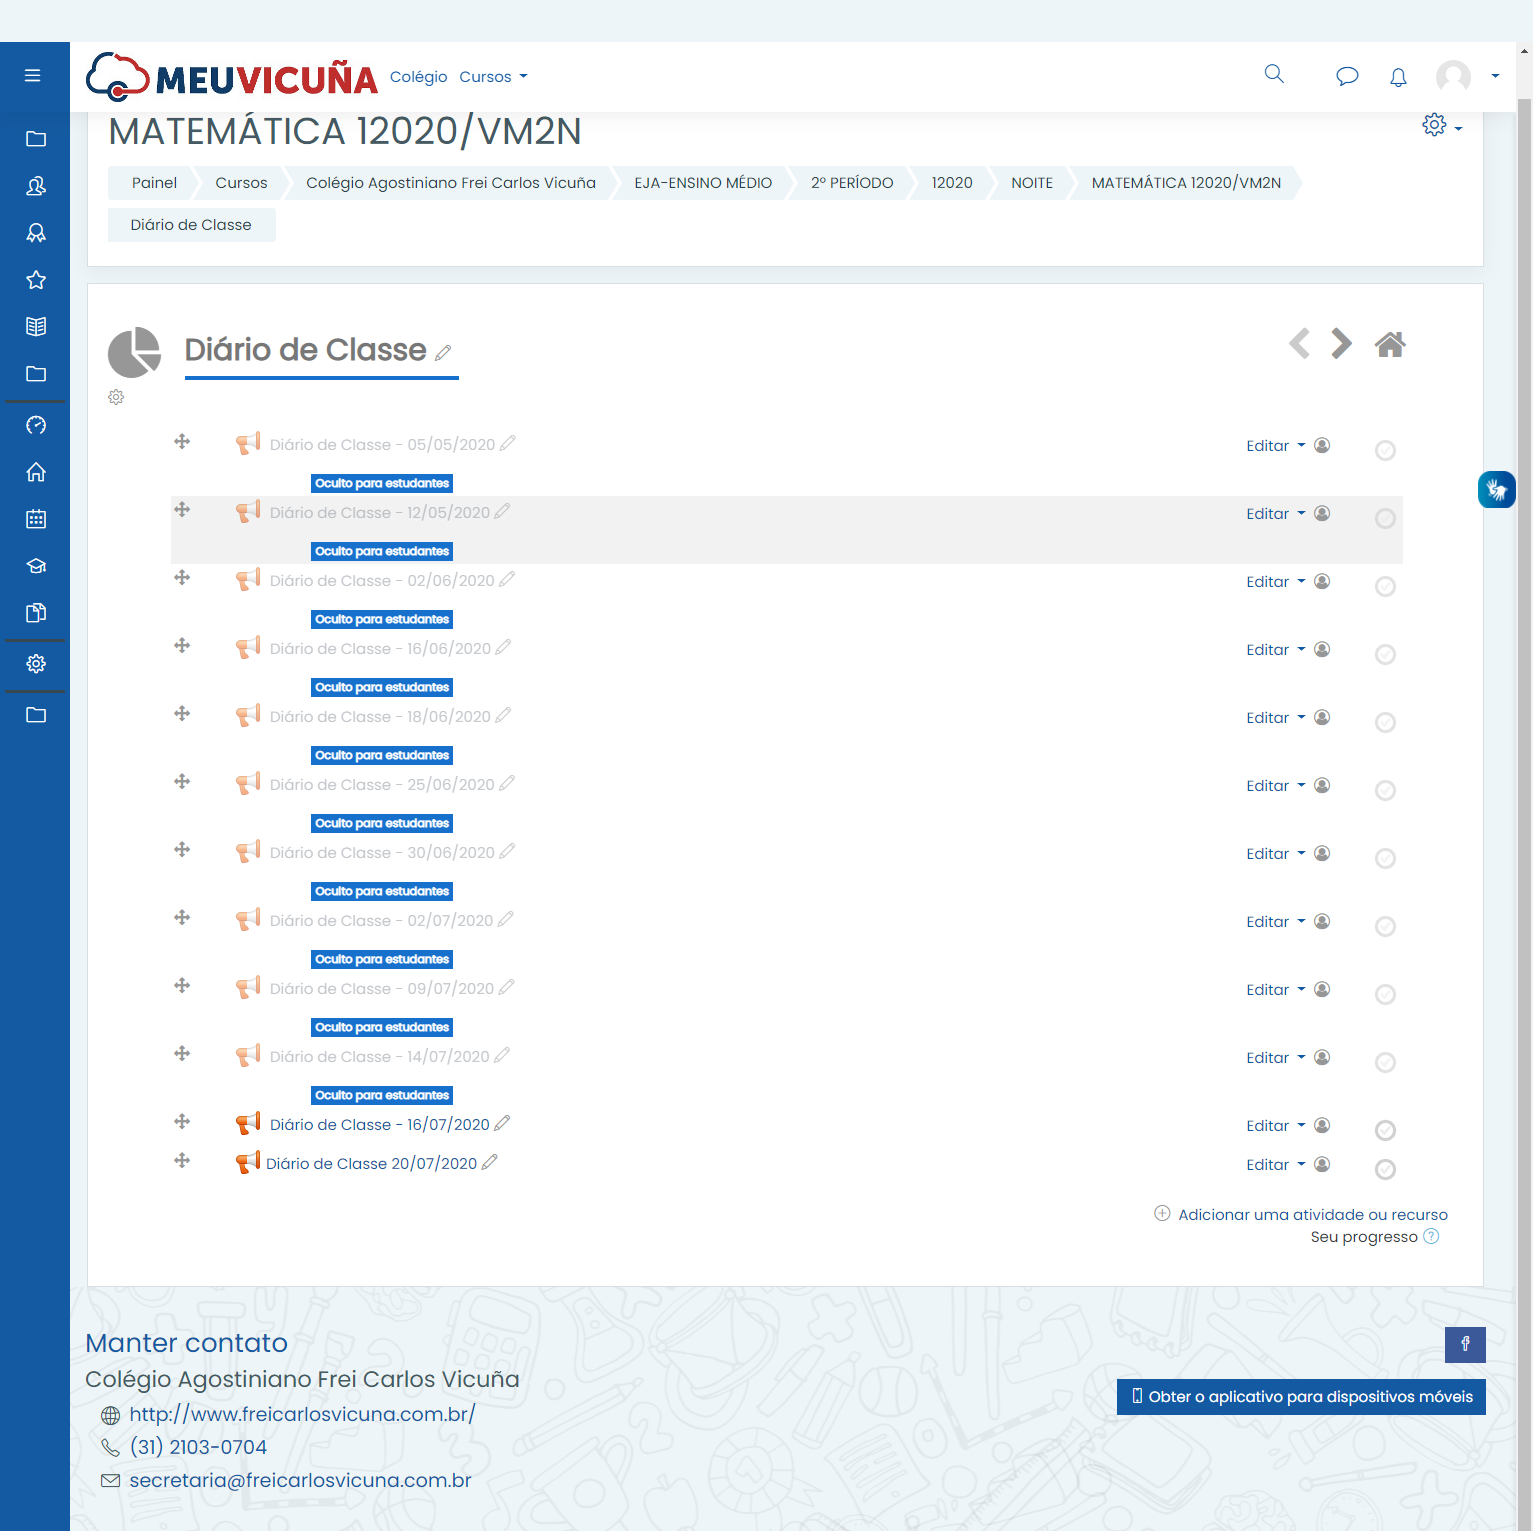 MEUVICUÑA Colégio Cursos
MATEMÁTICA 12020/VM2N
Painel Cursos Colégio Agostiniano Frei Carlos Vicuña EJA-ENSINO MÉDIO 2º PERÍODO 12020 NOITE MATEMÁTICA 12020/VM2N
Diário de Classe
Diário de Classe
Diário de Classe - 05/05/2020 Editar
Oculto para estudantes
Diário de Classe - 12/05/2020 Editar
Oculto para estudantes
Diário de Classe - 02/06/2020 Editar
Oculto para estudantes
Diário de Classe - 16/06/2020 Editar
Oculto para estudantes
Diário de Classe - 18/06/2020 Editar
Oculto para estudantes
Diário de Classe - 25/06/2020 Editar
Oculto para estudantes
Diário de Classe - 30/06/2020 Editar
Oculto para estudantes
Diário de Classe - 02/07/2020 Editar
Oculto para estudantes
Diário de Classe - 09/07/2020 Editar
Oculto para estudantes
Diário de Classe - 14/07/2020 Editar
Oculto para estudantes
Diário de Classe - 16/07/2020 Editar
Diário de Classe 20/07/2020 Editar
Adicionar uma atividade ou recurso
Seu progresso
Manter contato
Colégio Agostiniano Frei Carlos Vicuña
http://www.freicarlosvicuna.com.br/
(31) 2103-0704
secretaria@freicarlosvicuna.com.br
Obter o aplicativo para dispositivos móveis